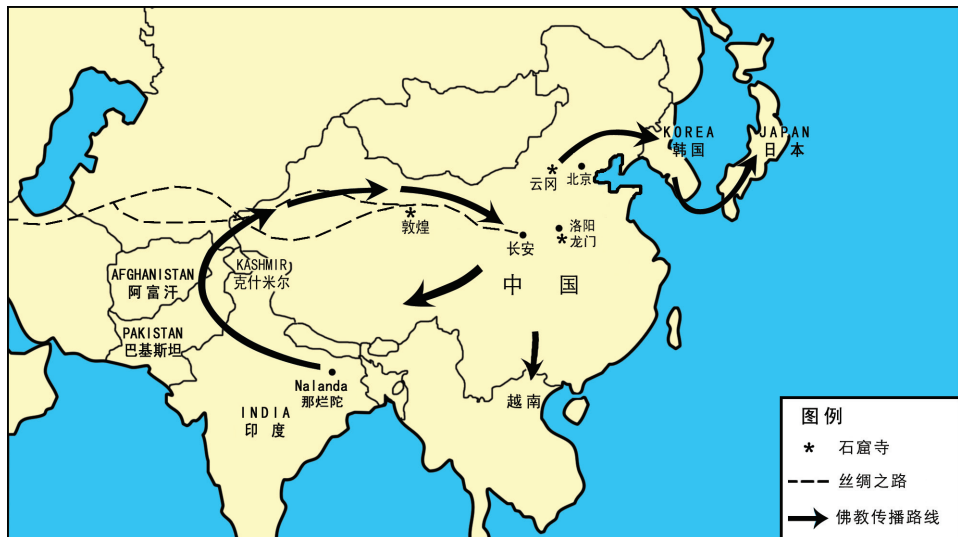 KOREA
韩国
JAPAN
日本
云冈
北京
敦煌
洛阳
龙门
长安
KASHMIR
克什米尔
AFGHANISTAN
阿富汗
中国
PAKISTAN
巴基斯坦
Nalanda
那烂陀
INDIA
印度
越南
图例
* 石窟寺
丝绸之路
佛教传播路线